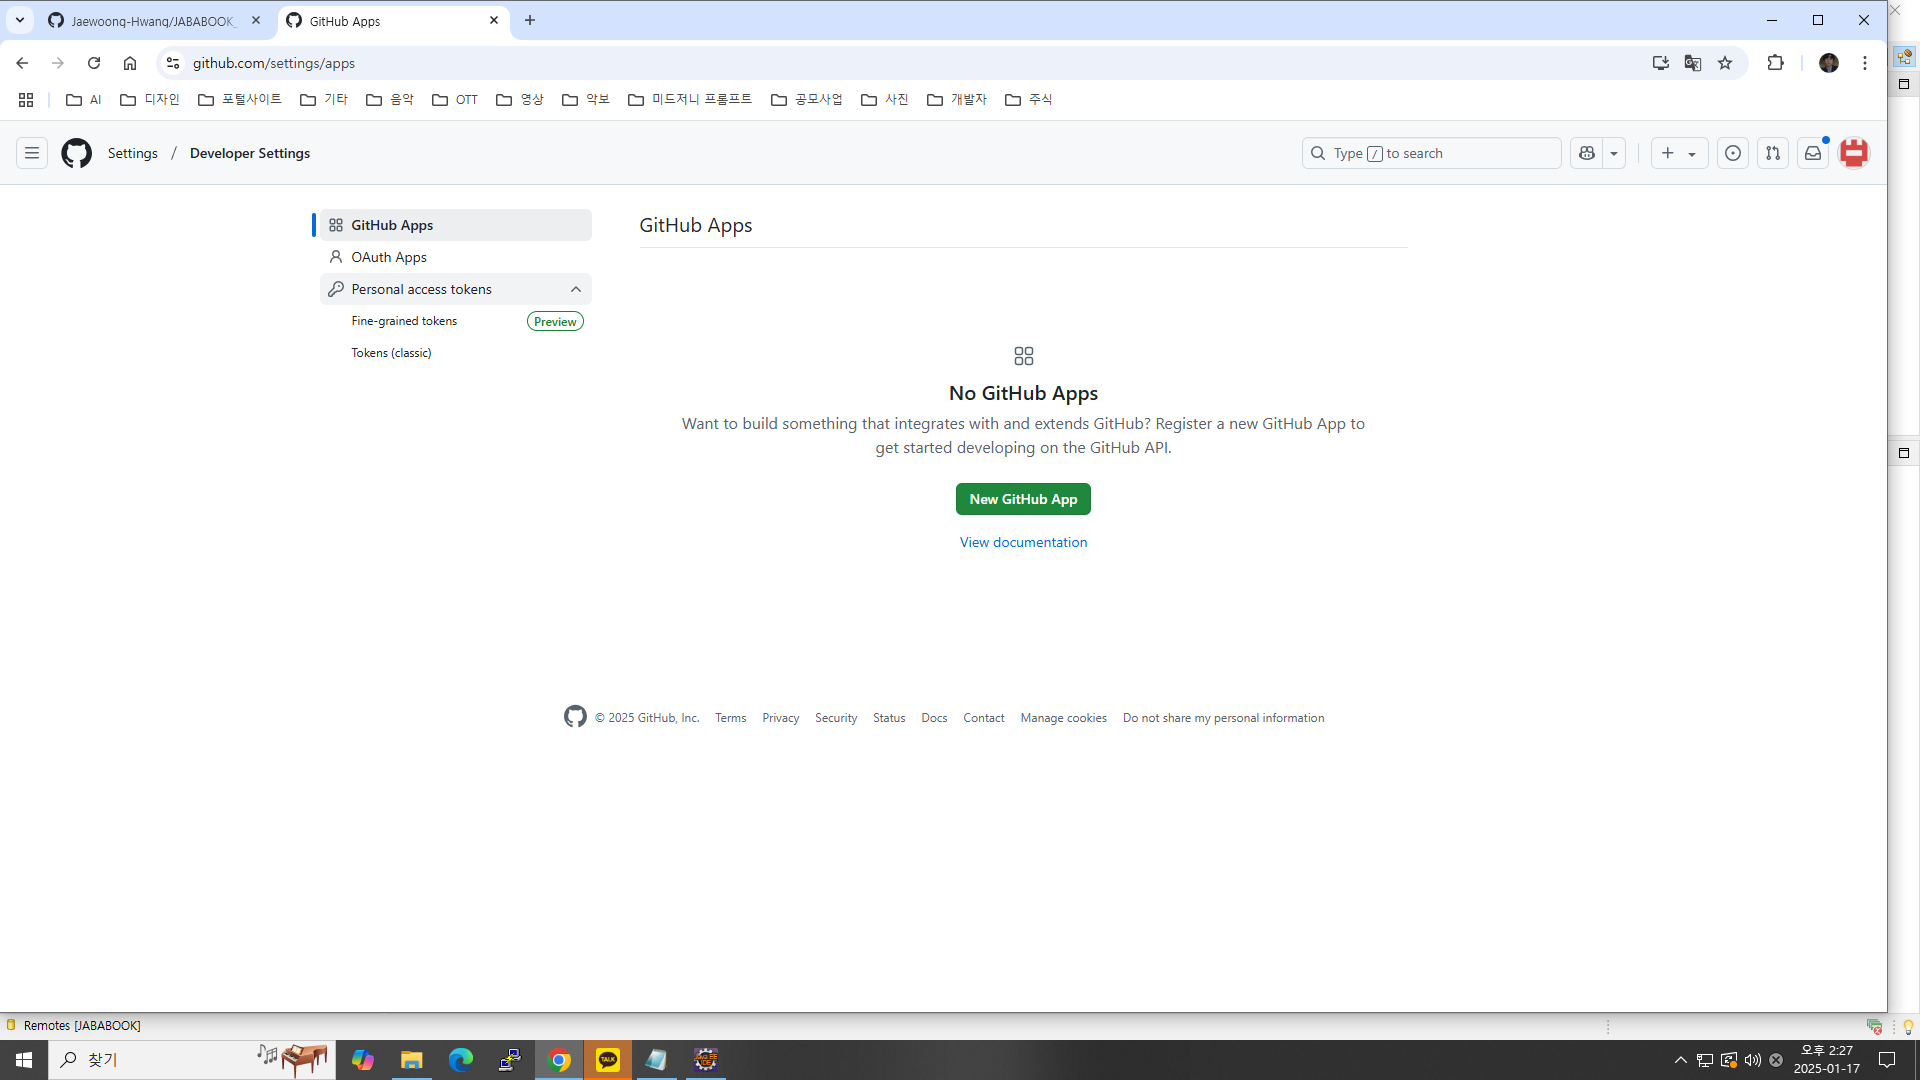 Jaewoong-Hwang/JABABOOK_
GitHub Apps
github.com/settings/apps
AI
디자인
포털사이트
기타
음악
OTT
영상
악보
미드저니 프롬프트
공모사업
사진
개발자
주식
Settings / Developer Settings
Type / to search
GitHub Apps
OAuth Apps
Personal access tokens
Fine-grained tokens Preview
Tokens (classic)
GitHub Apps
No GitHub Apps
Want to build something that integrates with and extends GitHub? Register a new GitHub App to
get started developing on the GitHub API.
New GitHub App
View documentation
© 2025 GitHub, Inc. Terms Privacy Security Status Docs Contact Manage cookies Do not share my personal information
Remotes [JABABOOK]
찾기
TALK
오후 2:27
2025-01-17